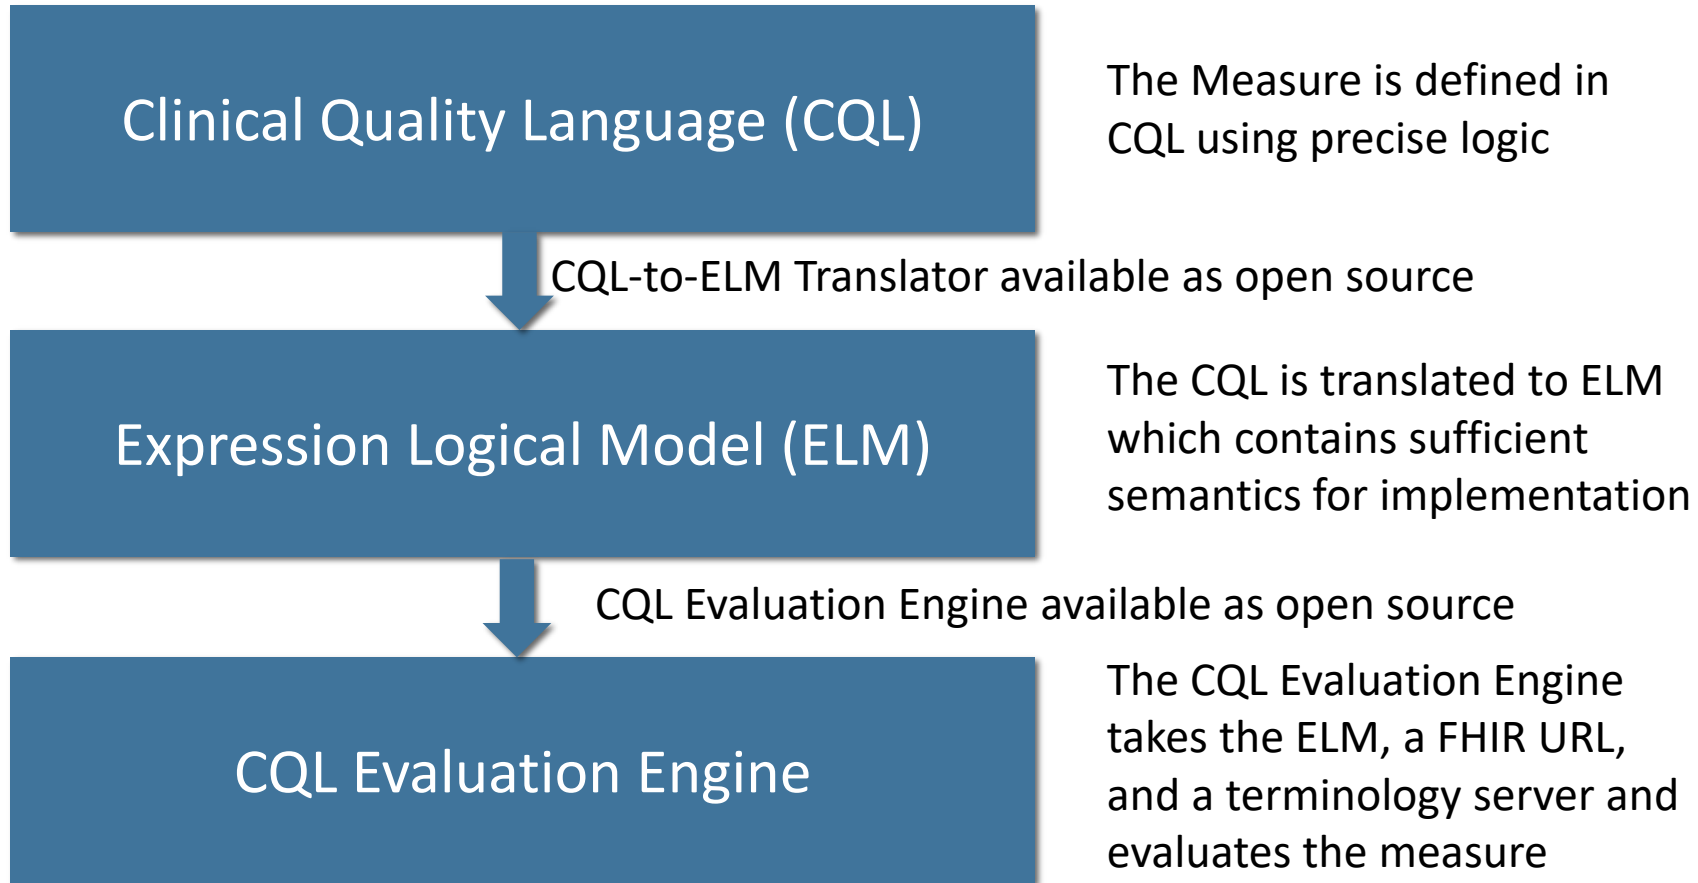 Clinical Quality Language (CQL)
The Measure is defined in
CQL using precise logic
CQL-to-ELM Translator available as open source
Expression Logical Model (ELM)
The CQL is translated to ELM
which contains sufficient
semantics for implementation
CQL Evaluation Engine available as open source
CQL Evaluation Engine
The CQL Evaluation Engine
takes the ELM, a FHIR URL,
and a terminology server and
evaluates the measure